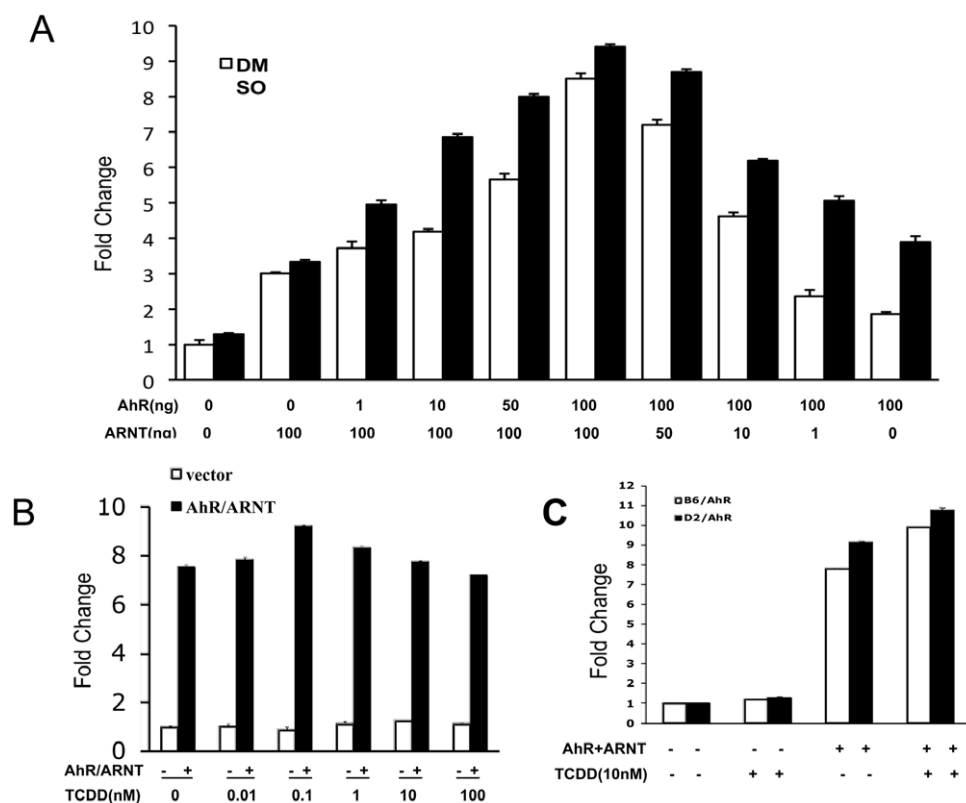 A
DM
SO
Fold Change
10
9
8
7
6
5
4
3
2
1
0
AhR(ng) 0 0 1 10 50 100 100 100 100 100
ARNT(ng) 0 100 100 100 100 100 50 10 1 0
B
vector
AhR/ARNT
Fold Change
10
8
6
4
2
0
AhR/ARNT - + - + - + - + - + - +
TCDD(nM) 0 0.01 0.1 1 10 100
C
B6/AhR
D2/AhR
Fold Change
12
11
10
9
8
7
6
5
4
3
2
1
0
AhR+ARNT - - - - + + + +
TCDD(10nM) - - + + - - + +